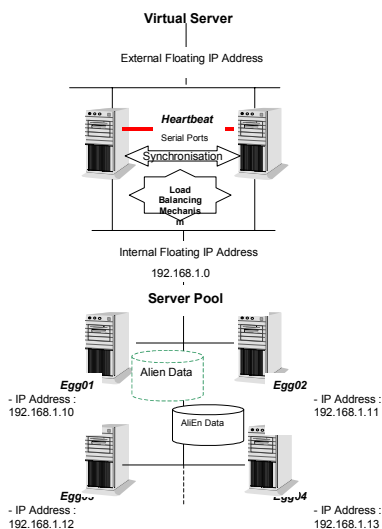 Virtual Server
External Floating IP Address
Heartbeat
Serial Ports
Synchronisation
Load
Balancing
Mechanis
m
Internal Floating IP Address
192.168.1.0
Server Pool
Alien Data
Egg01
Egg02
- IP Address :
192.168.1.10
- IP Address :
192.168.1.11
AliEn Data
Egg03
Egg04
- IP Address :
192.168.1.12
- IP Address :
192.168.1.13